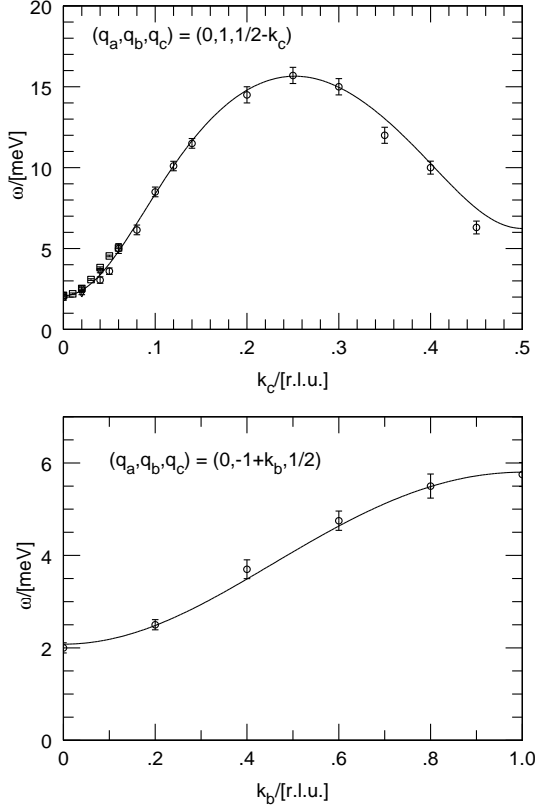 20
(q_a,q_b,q_c) = (0,1,1/2-k_c)
15
ω/[meV]
10
5
0
0 .1 .2 .3 .4 .5
k_c/[r.l.u.]
(q_a,q_b,q_c) = (0,-1+k_b,1/2)
6
ω/[meV]
4
2
0
0 .2 .4 .6 .8 1.0
k_b/[r.l.u.]